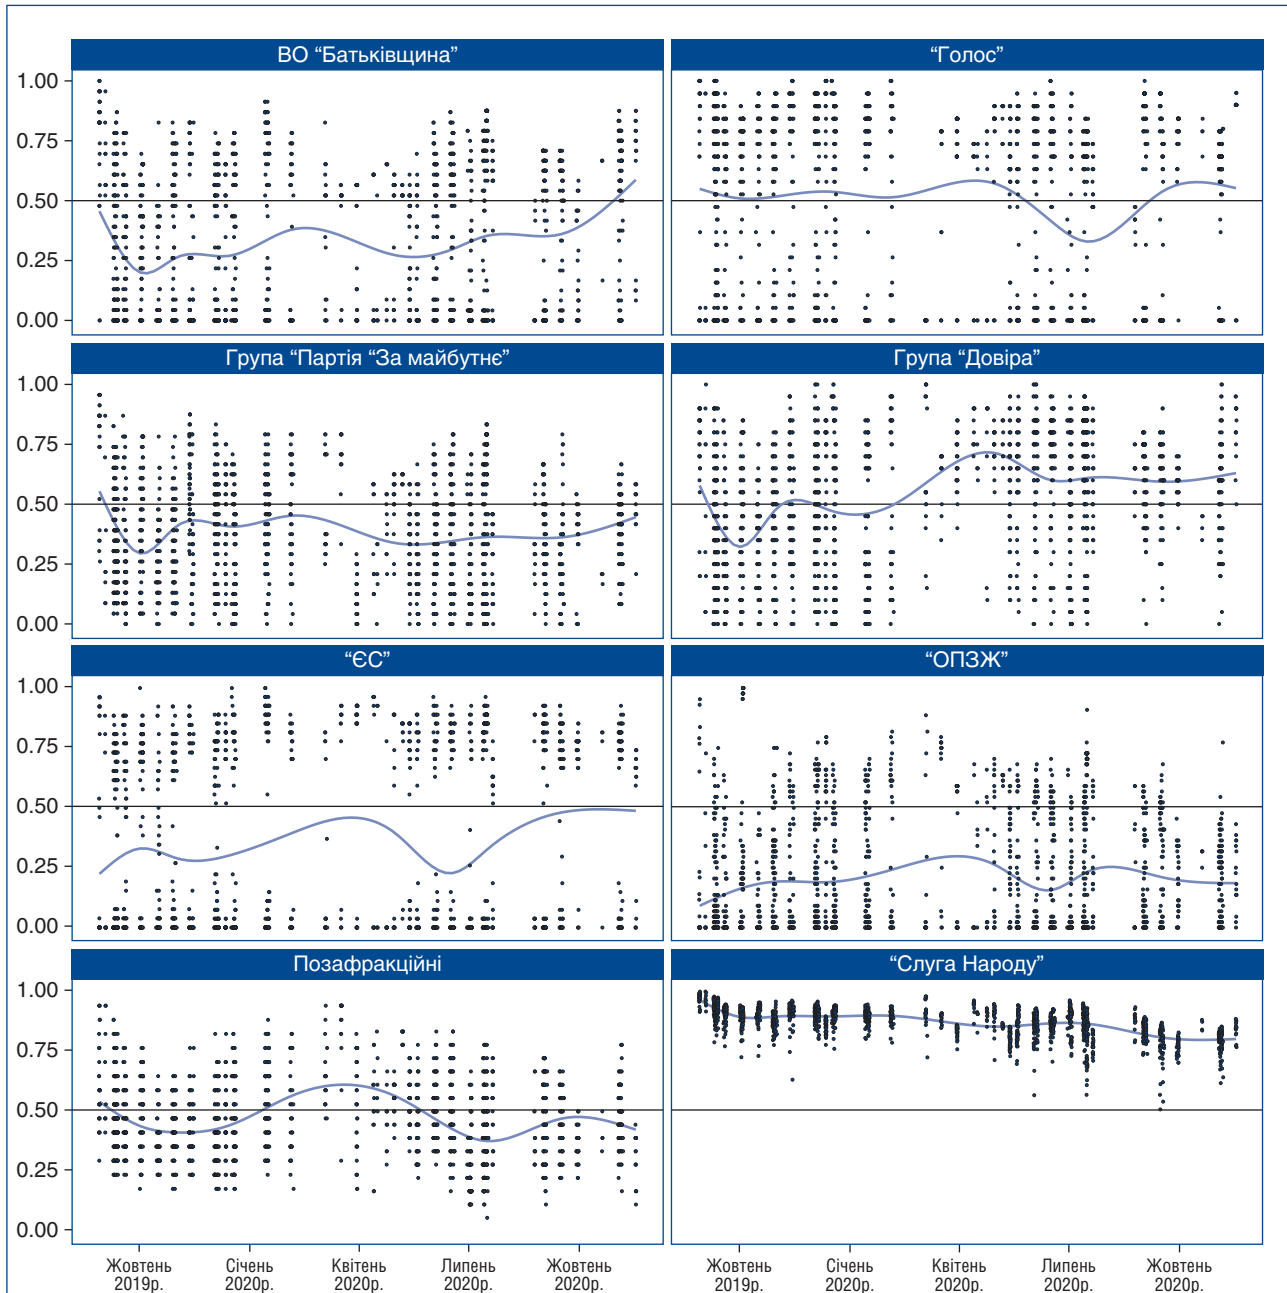 ВО “Батьківщина”
“Голос”
1.00
0.75
0.50
0.25
0.00
Група “Партія “За майбутнє”
Група “Довіра”
1.00
0.75
0.50
0.25
0.00
“ЄС”
“ОПЗЖ”
1.00
0.75
0.50
0.25
0.00
Позафракційні
“Слуга Народу”
1.00
0.75
0.50
0.25
0.00
Жовтень
2019р.
Січень
2020р.
Квітень
2020р.
Липень
2020р.
Жовтень
2020р.
Жовтень
2019р.
Січень
2020р.
Квітень
2020р.
Липень
2020р.
Жовтень
2020р.